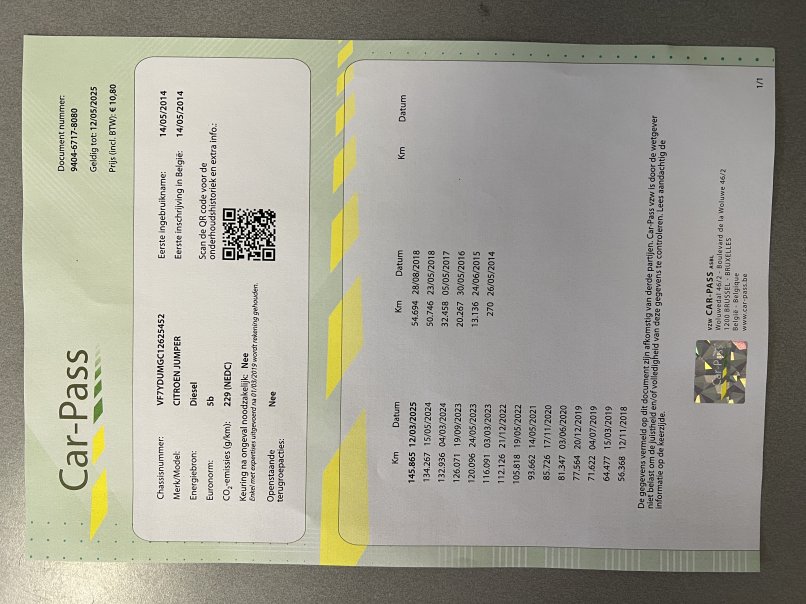 Car-Pass
Document nummer:
9404-6717-8080
Geldig tot: 12/05/2025
Prijs (incl. BTW): € 10,80
Chassisnummer: VF7YDUMGC12625452
Merk/Model: CITROEN JUMPER
Energiebron: Diesel
Euronorm: 5b
CO2-emissies (g/km): 229 (NEDC)
Keuring na ongeval noodzakelijk: Nee
Enkel met expertises uitgevoerd na 01/03/2019 wordt rekening gehouden.
Openstaande
terugroepacties: Nee
Eerste ingebruikname: 14/05/2014
Eerste inschrijving in België: 14/05/2014
Scan de QR code voor de
onderhoudshistoriek en extra info.:
Km Datum
145.865 12/03/2025
134.267 15/05/2024
132.936 04/03/2024
126.071 19/09/2023
120.096 24/05/2023
116.091 03/03/2023
112.126 21/12/2022
105.818 19/05/2022
93.662 14/05/2021
85.726 17/11/2020
81.347 03/06/2020
77.564 20/12/2019
71.622 04/07/2019
64.477 15/03/2019
56.368 12/11/2018
Km Datum
54.694 28/08/2018
50.746 23/05/2018
32.458 05/05/2017
20.267 30/05/2016
13.136 24/06/2015
270 26/05/2014
Km Datum
De gegevens vermeld op dit document zijn afkomstig van derde partijen. Car-Pass vzw is door de wetgever
niet belast om de juistheid en/of volledigheid van deze gegevens te controleren. Lees aandachtig de
informatie op de keerzijde.
Car-Pass
vzw CAR-PASS asbl
Woluwedal 46/2 - Boulevard de la Woluwe 46/2
1200 BRUSSEL - BRUXELLES
België - Belgique
www.car-pass.be
1/1